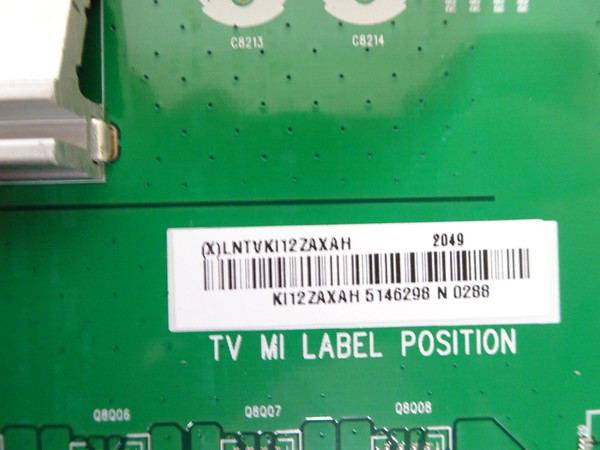 C8213 C8214
(X)LNTVKI12ZAXAH 2049
KI12ZAXAH 5146298 N 0288
TV MI LABEL POSITION
Q8Q06 Q8Q07 Q8Q08